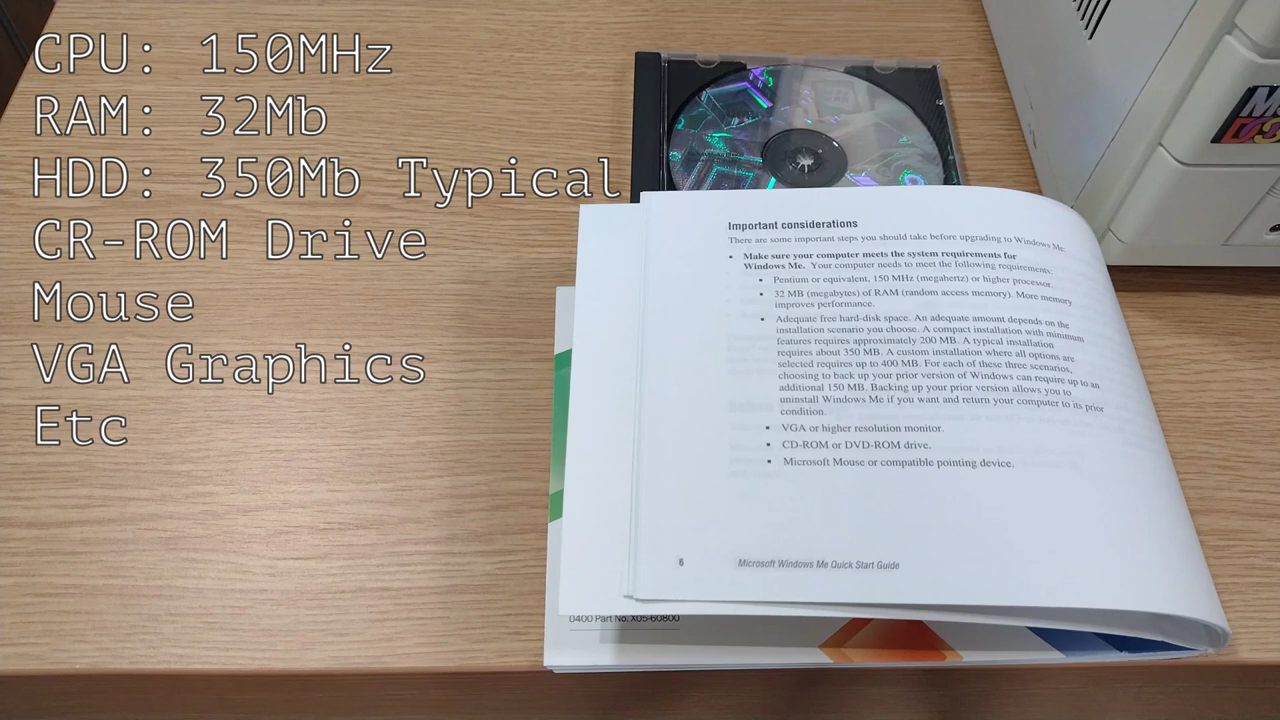 CPU: 150MHz
RAM: 32Mb
HDD: 350Mb Typical
CR-ROM Drive
Mouse
VGA Graphics
Etc
Important considerations
There are some important steps you should take before upgrading to Windows Me.
▪ Make sure your computer meets the system requirements for
Windows Me. Your computer needs to meet the following requirements:
▪ Pentium or equivalent, 150 MHz (megahertz) or higher processor.
▪ 32 MB (megabytes) of RAM (random access memory). More memory
improves performance.
▪ Adequate free hard-disk space. An adequate amount depends on the
installation scenario you choose. A compact installation with minimum
features requires approximately 200 MB. A typical installation
requires about 350 MB. A custom installation where all options are
selected requires up to 400 MB. For each of these three scenarios,
choosing to back up your prior version of Windows can require up to an
additional 150 MB. Backing up your prior version allows you to
uninstall Windows Me if you want and return your computer to its prior
condition.
▪ VGA or higher resolution monitor.
▪ CD-ROM or DVD-ROM drive.
▪ Microsoft Mouse or compatible pointing device.
6 Microsoft Windows Me Quick Start Guide
0400 Part No. X05-60800